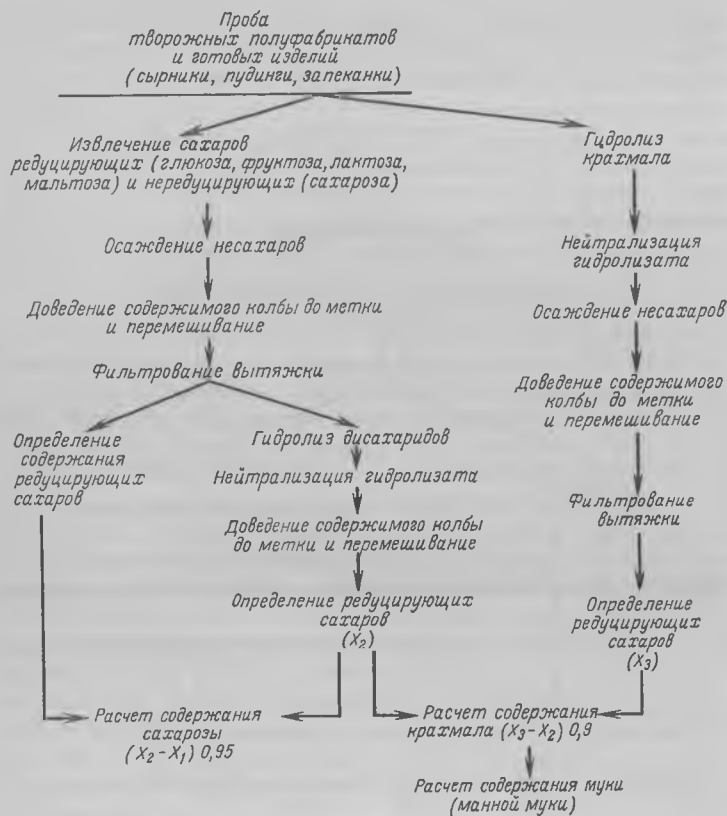 Проба
творожных полуфабрикатов
и готовых изделий
(сырники, пудинги, запеканки)
Извлечение сахаров
редуцирующих (глюкоза, фруктоза, лактоза,
мальтоза) и нередуцирующих (сахароза)
Осаждение несахаров
Доведение содержимого колбы до метки
и перемешивание
Фильтрование вытяжки
Определение
содержания
редуцирующих
сахаров
Гидролиз дисахаридов
Нейтрализация гидролизата
Доведение содержимого колбы
до метки и перемешивание
Определение редуцирующих
сахаров
(X₂)
Расчет содержания
сахарозы
(X₂–X₁) 0,95
Гидролиз
крахмала
Нейтрализация
гидролизата
Осаждение несахаров
Доведение содержимого
колбы до метки
и перемешивание
Фильтрование
вытяжки
Определение
редуцирующих
сахаров
(X₃)
Расчет содержания
крахмала (X₃–X₂) 0,9
Расчет содержания муки
(манной муки)